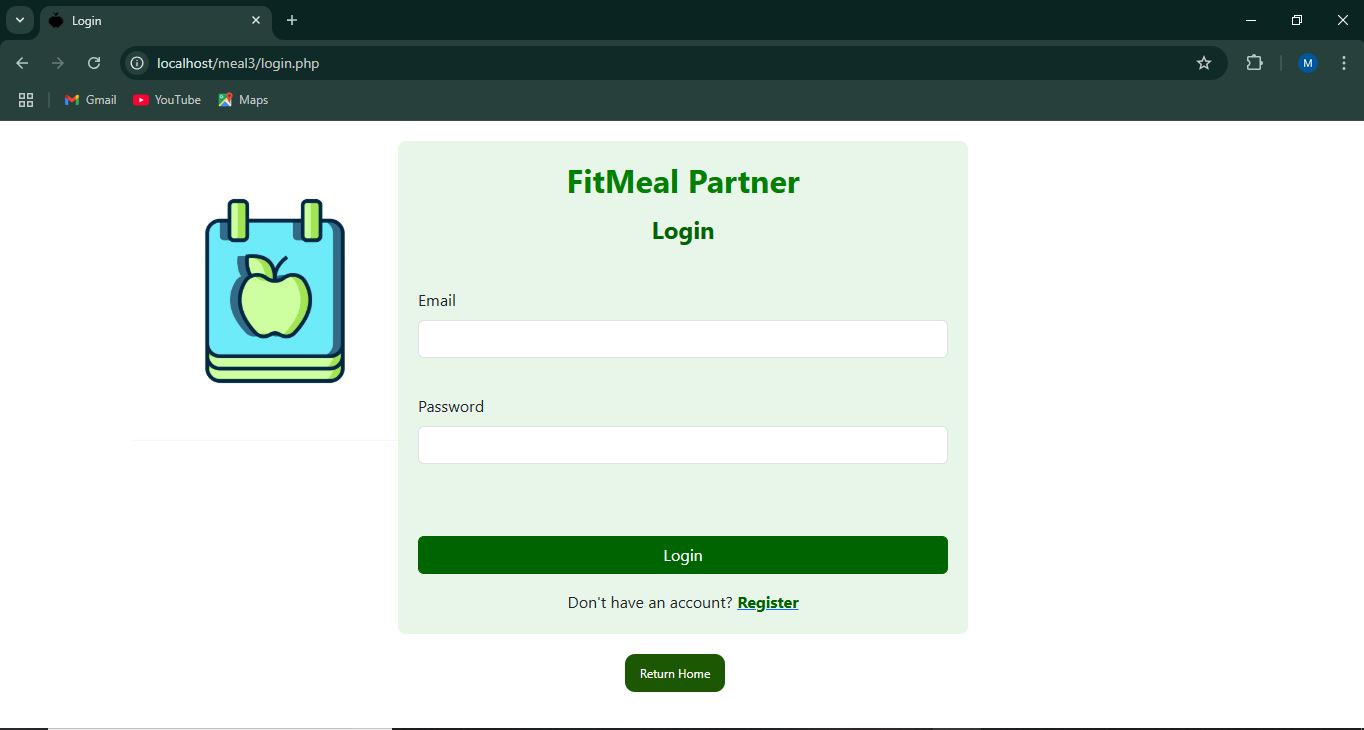 Login
localhost/meal3/login.php
M
Gmail
YouTube
Maps
FitMeal Partner
Login
Email
Password
Login
Don't have an account? Register
Return Home